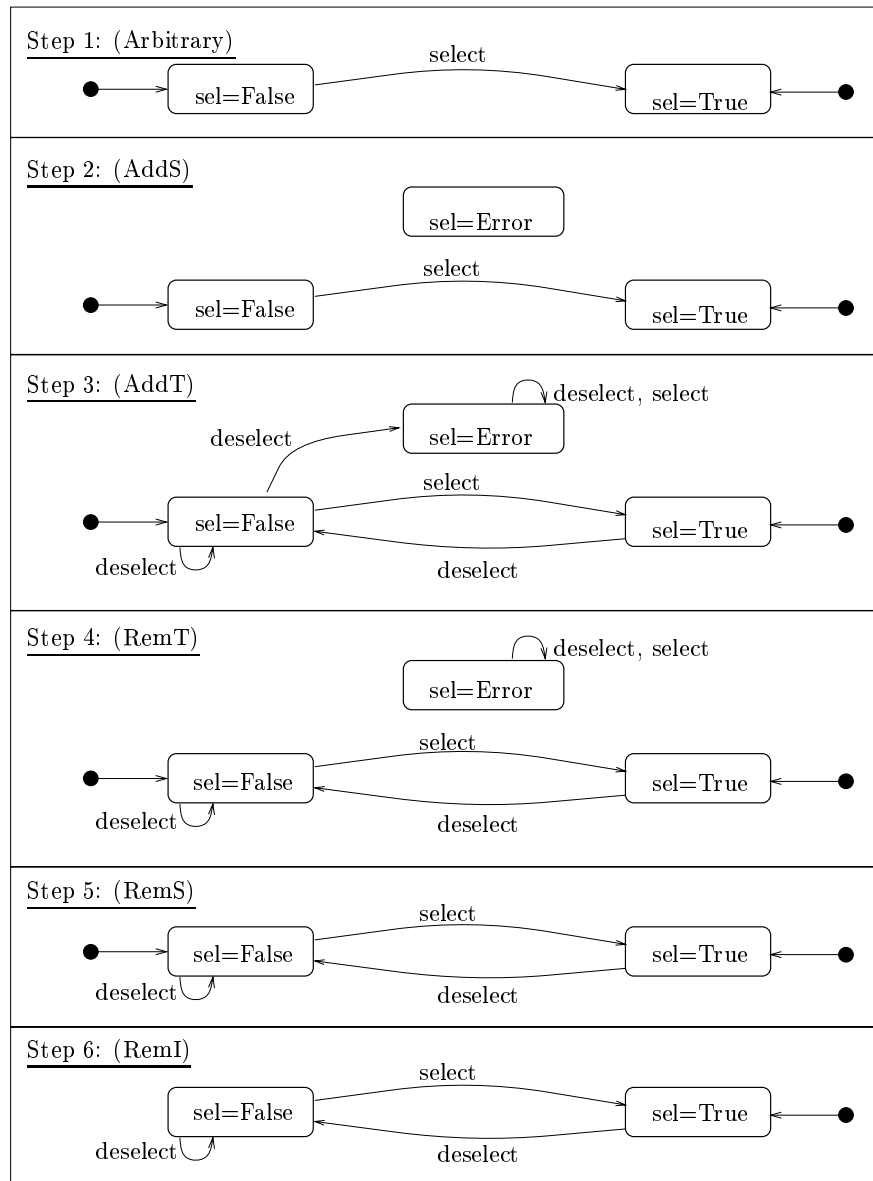 Step 1: (Arbitrary)
select
sel=False
sel=True
Step 2: (AddS)
sel=Error
select
sel=False
sel=True
Step 3: (AddT)
deselect, select
deselect
sel=Error
select
sel=False
sel=True
deselect
deselect
Step 4: (RemT)
deselect, select
sel=Error
select
sel=False
sel=True
deselect
deselect
Step 5: (RemS)
select
sel=False
sel=True
deselect
deselect
Step 6: (RemI)
select
sel=False
sel=True
deselect
deselect